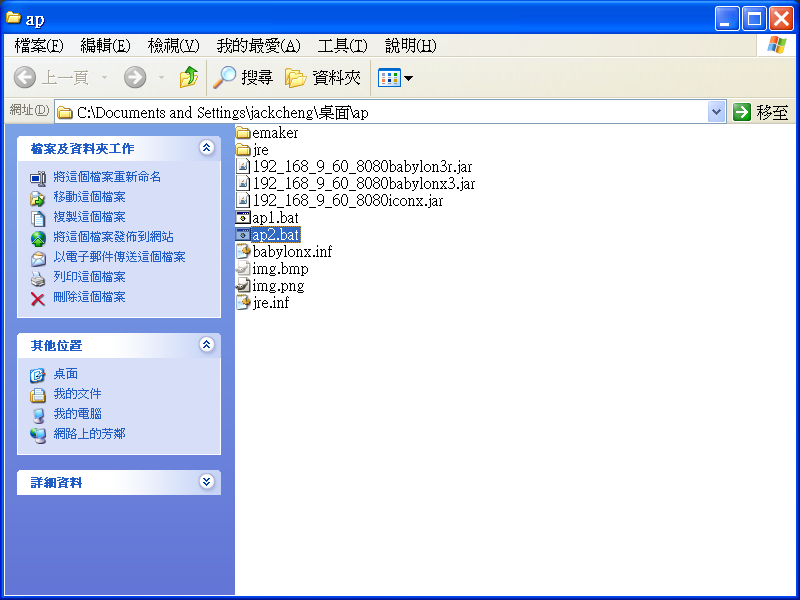 ap
檔案(F) 編輯(E) 檢視(V) 我的最愛(A) 工具(T) 說明(H)
上一頁 搜尋 資料夾
網址(D) C:\Documents and Settings\jackcheng\桌面\ap 移至
檔案及資料夾工作
將這個檔案重新命名
移動這個檔案
複製這個檔案
將這個檔案發佈到網站
以電子郵件傳送這個檔案
列印這個檔案
刪除這個檔案
其他位置
桌面
我的文件
我的電腦
網路上的芳鄰
詳細資料
emaker
jre
192_168_9_60_8080babylon3r.jar
192_168_9_60_8080babylonx3.jar
192_168_9_60_8080iconx.jar
ap1.bat
ap2.bat
babylonx.inf
img.bmp
img.png
jre.inf